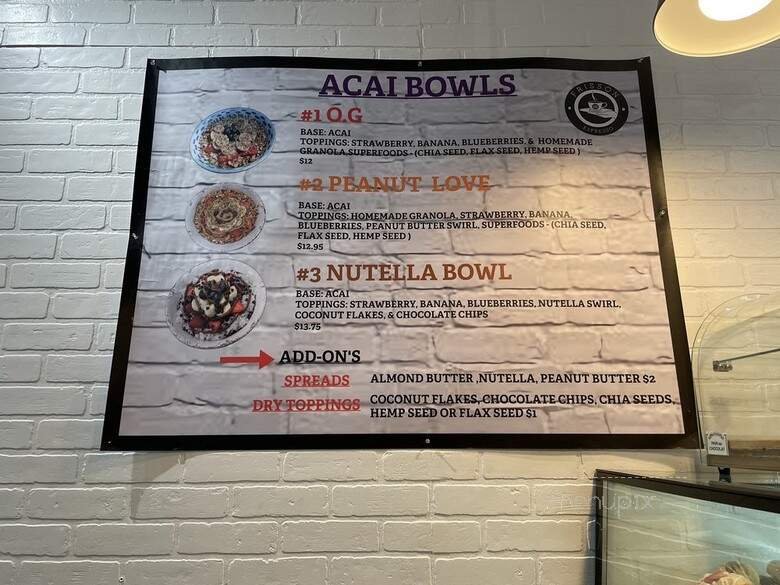 ACAI BOWLS
FRISSON
ESPRESSO
#1 O.G
BASE: ACAI
TOPPINGS: STRAWBERRY, BANANA, BLUEBERRIES, & HOMEMADE
GRANOLA,SUPERFOODS - (CHIA SEED, FLAX SEED, HEMP SEED )
$12
#2 PEANUT LOVE
BASE: ACAI
TOPPINGS: HOMEMADE GRANOLA, STRAWBERRY, BANANA,
BLUEBERRIES, PEANUT BUTTER SWIRL, SUPERFOODS - (CHIA SEED,
FLAX SEED, HEMP SEED )
$12.95
#3 NUTELLA BOWL
BASE: ACAI
TOPPINGS: STRAWBERRY, BANANA, BLUEBERRIES, NUTELLA SWIRL,
COCONUT FLAKES, & CHOCOLATE CHIPS
$13.75
ADD-ON'S
SPREADS ALMOND BUTTER ,NUTELLA, PEANUT BUTTER $2
DRY TOPPINGS COCONUT FLAKES, CHOCOLATE CHIPS, CHIA SEEDS,
HEMP SEED OR FLAX SEED $1
CHOCOLAT
menupix